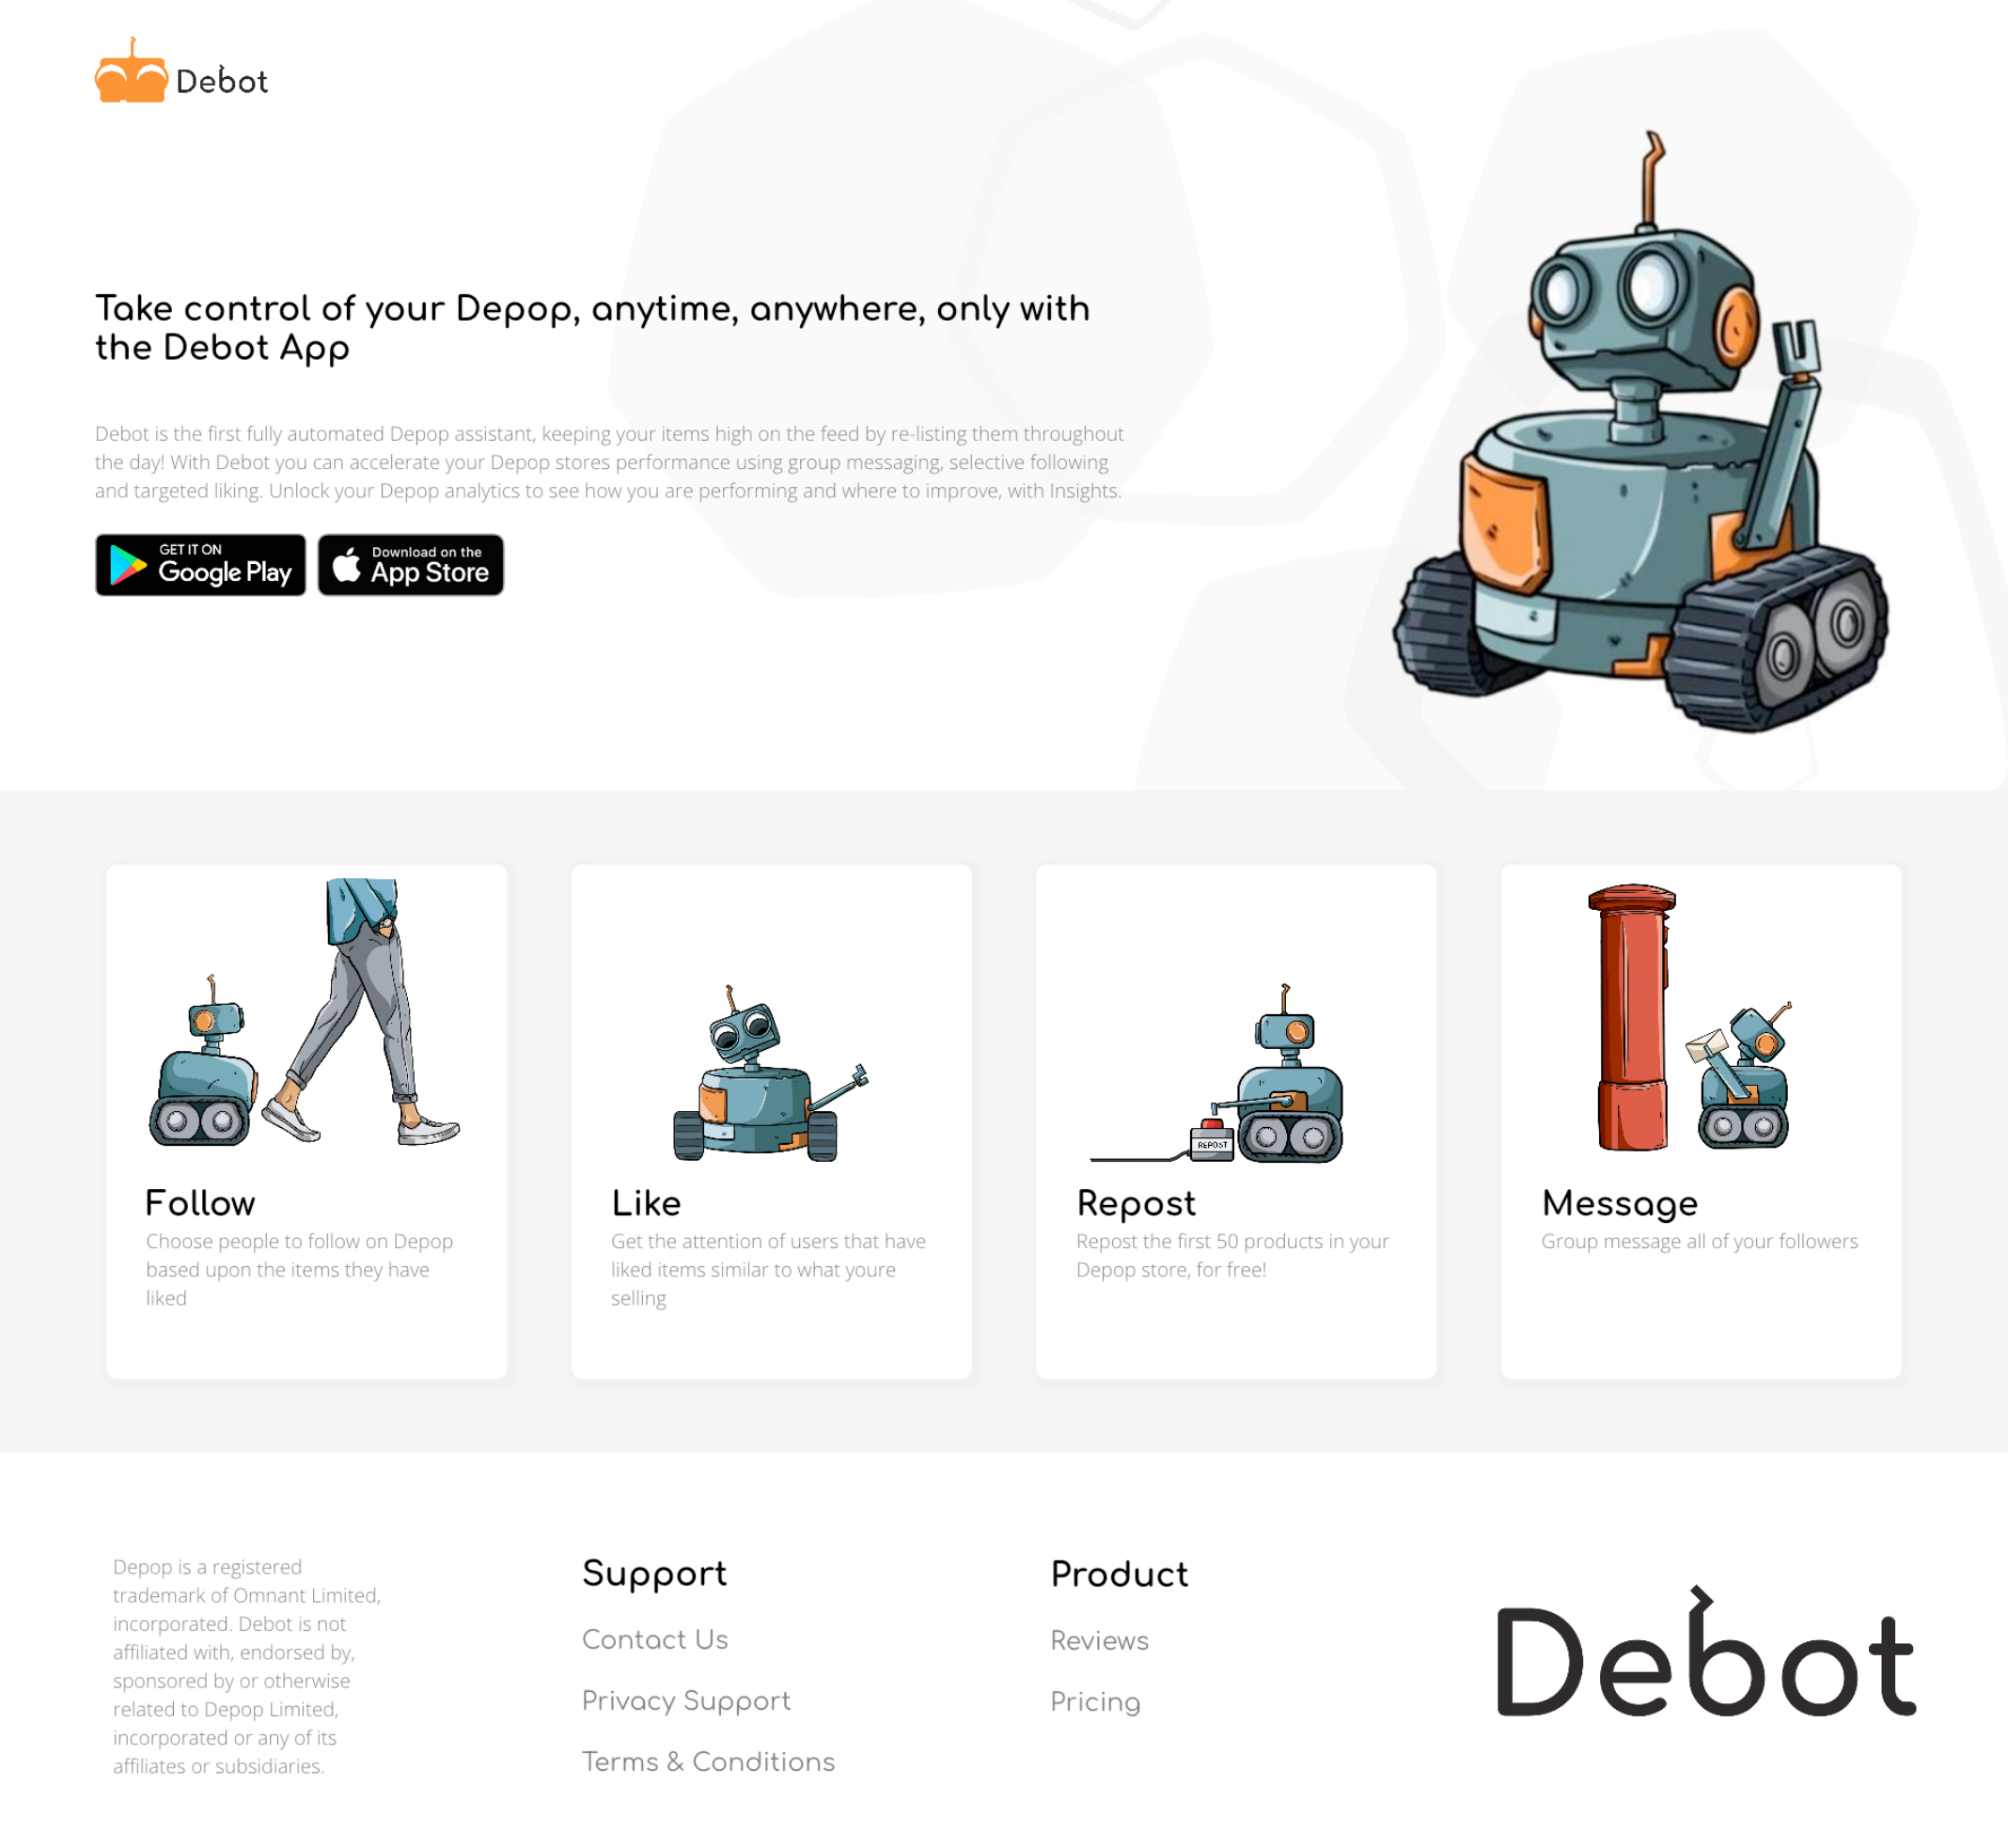 Debot
Take control of your Depop, anytime, anywhere, only with
the Debot App
Debot is the first fully automated Depop assistant, keeping your items high on the feed by re-listing them throughout
the day! With Debot you can accelerate your Depop stores performance using group messaging, selective following
and targeted liking. Unlock your Depop analytics to see how you are performing and where to improve, with Insights.
GET IT ON
Google Play
Download on the
App Store
REPOST
Follow
Choose people to follow on Depop
based upon the items they have
liked
Like
Get the attention of users that have
liked items similar to what youre
selling
Repost
Repost the first 50 products in your
Depop store, for free!
Message
Group message all of your followers
Depop is a registered
trademark of Omnant Limited,
incorporated. Debot is not
affiliated with, endorsed by,
sponsored by or otherwise
related to Depop Limited,
incorporated or any of its
affiliates or subsidiaries.
Support
Contact Us
Privacy Support
Terms & Conditions
Product
Reviews
Pricing
Debot